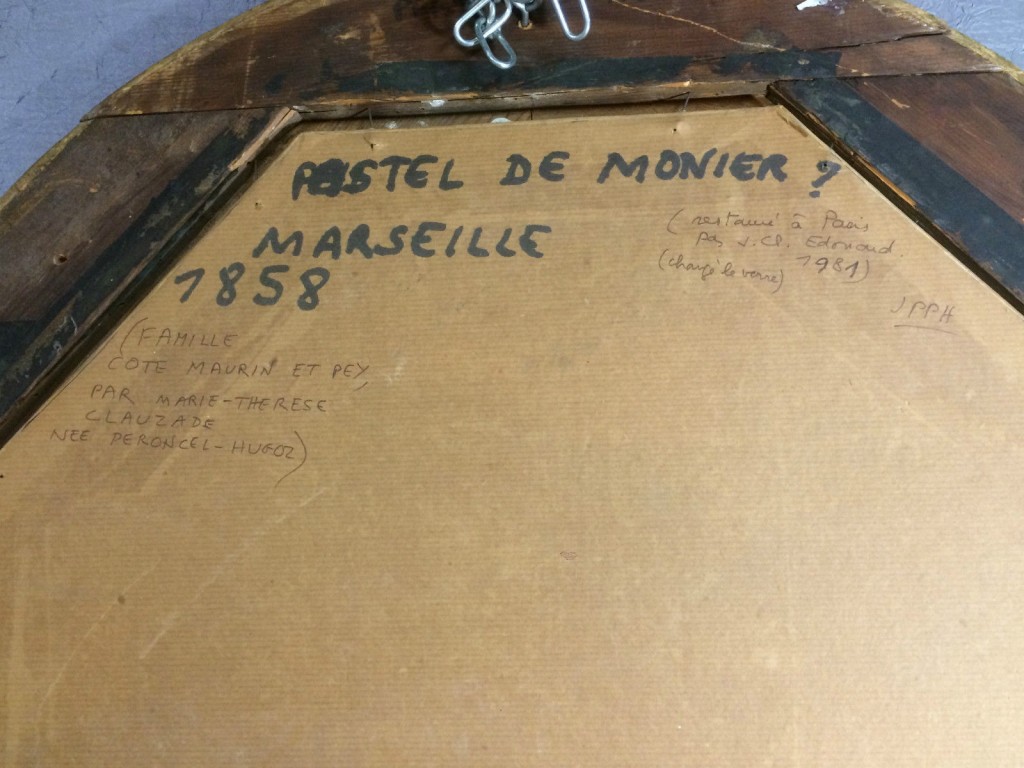 PASTEL DE MONIER ?
MARSEILLE
1858
(restauré à Paris
par J.Cl. Edouard
1981)
(changé le verre)
JPPH
(FAMILLE
COTE MAURIN ET PEY,
PAR MARIE-THERESE
CLAUZADE
NEE PERONCEL-HUGOZ)